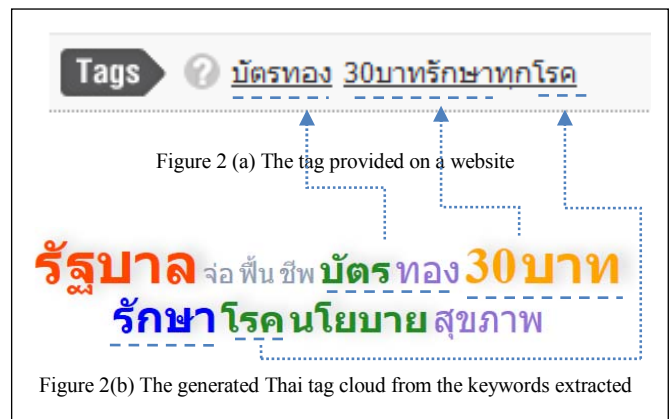 Tags ? บัตรทอง 30บาทรักษาทุกโรค
Figure 2 (a) The tag provided on a website
รัฐบาล จ่อ ฟื้น ชีพ บัตร ทอง 30 บาท
รักษา โรค นโยบาย สุขภาพ
Figure 2(b) The generated Thai tag cloud from the keywords extracted